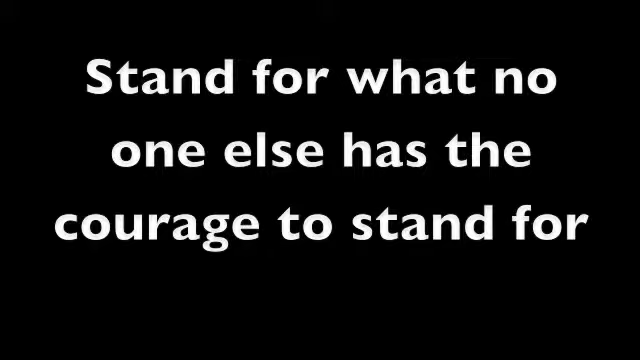 Stand for what no
one else has the
courage to stand for